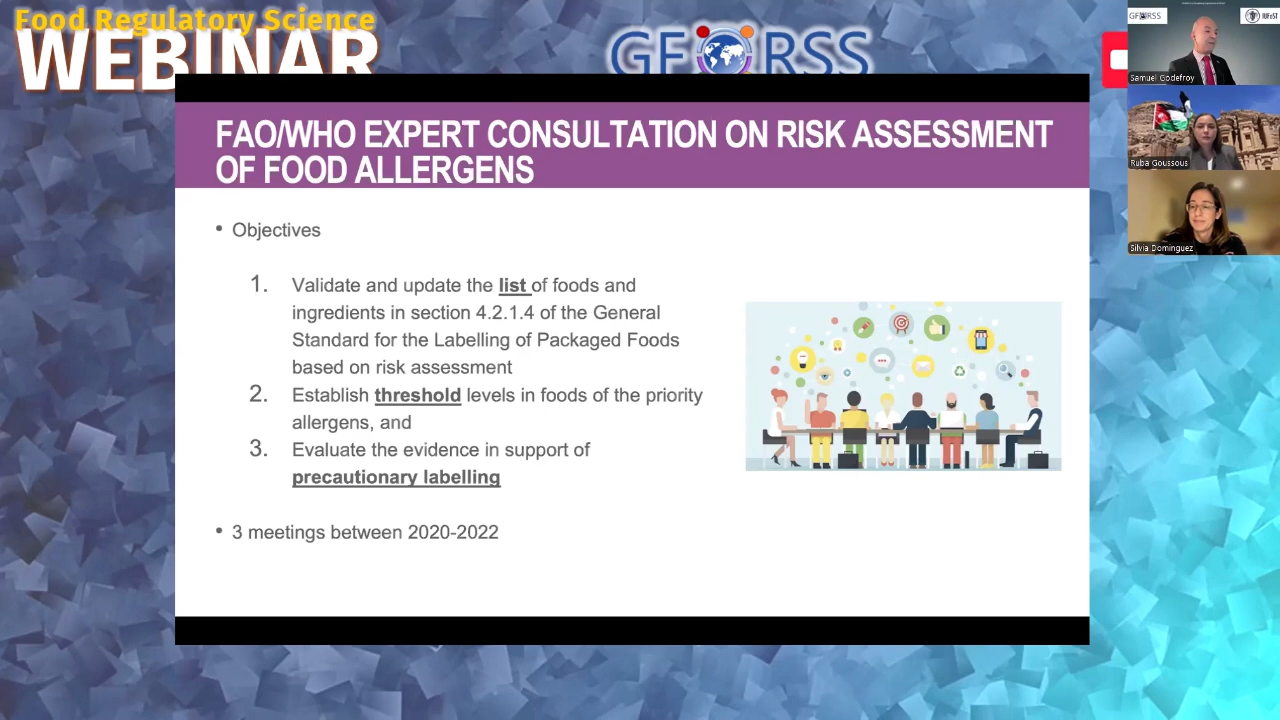 Food Regulatory Science
WEBINAR
GFORSS
GFORSS
IUFoST
Samuel Godefroy
Ruba Goussous
Silvia Dominguez
FAO/WHO EXPERT CONSULTATION ON RISK ASSESSMENT
OF FOOD ALLERGENS
• Objectives
1. Validate and update the list of foods and
ingredients in section 4.2.1.4 of the General
Standard for the Labelling of Packaged Foods
based on risk assessment
2. Establish threshold levels in foods of the priority
allergens, and
3. Evaluate the evidence in support of
precautionary labelling
• 3 meetings between 2020-2022